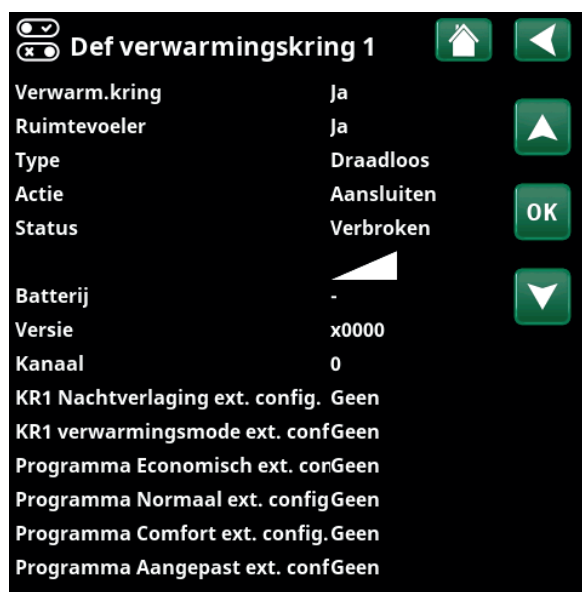 Def verwarmingskring 1
Verwarm.kring Ja
Ruimtevoeler Ja
Type Draadloos
Actie Aansluiten
OK
Status Verbroken
Batterij -
Versie x0000
Kanaal 0
KR1 Nachtverlaging ext. config. Geen
KR1 verwarmingsmode ext. conf Geen
Programma Economisch ext. con Geen
Programma Normaal ext. config Geen
Programma Comfort ext. config. Geen
Programma Aangepast ext. conf Geen